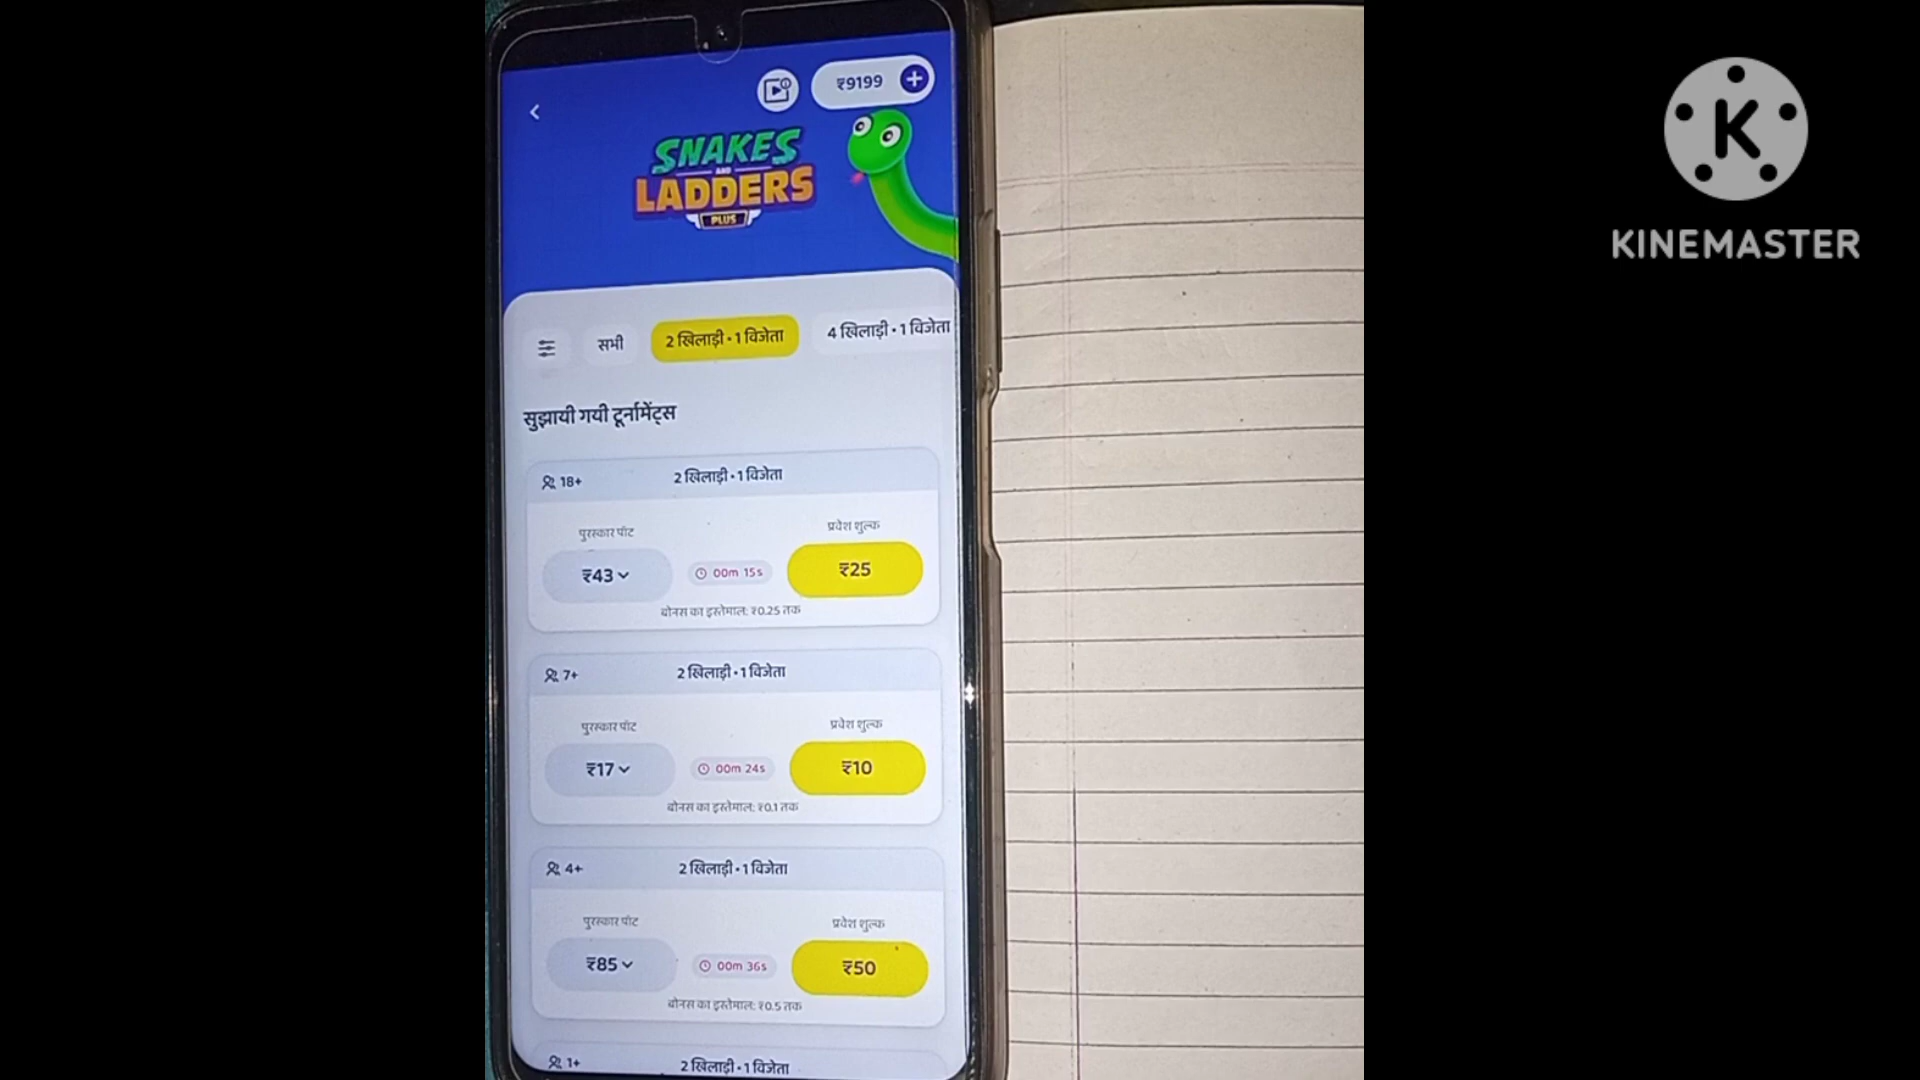 ₹9199
SNAKES
AND
LADDERS
PLUS
सभी
2 खिलाड़ी • 1 विजेता
4 खिलाड़ी • 1 विजेता
सुझायी गयी टूर्नामेंट्स
18+
2 खिलाड़ी • 1 विजेता
पुरस्कार पॉट
प्रवेश शुल्क
₹43
00m 15s
₹25
बोनस का इस्तेमाल: ₹0.25 तक
7+
2 खिलाड़ी • 1 विजेता
पुरस्कार पॉट
प्रवेश शुल्क
₹17
00m 24s
₹10
बोनस का इस्तेमाल: ₹0.1 तक
4+
2 खिलाड़ी • 1 विजेता
पुरस्कार पॉट
प्रवेश शुल्क
₹85
00m 36s
₹50
बोनस का इस्तेमाल: ₹0.5 तक
1+
2 खिलाड़ी • 1 विजेता
K
KINEMASTER